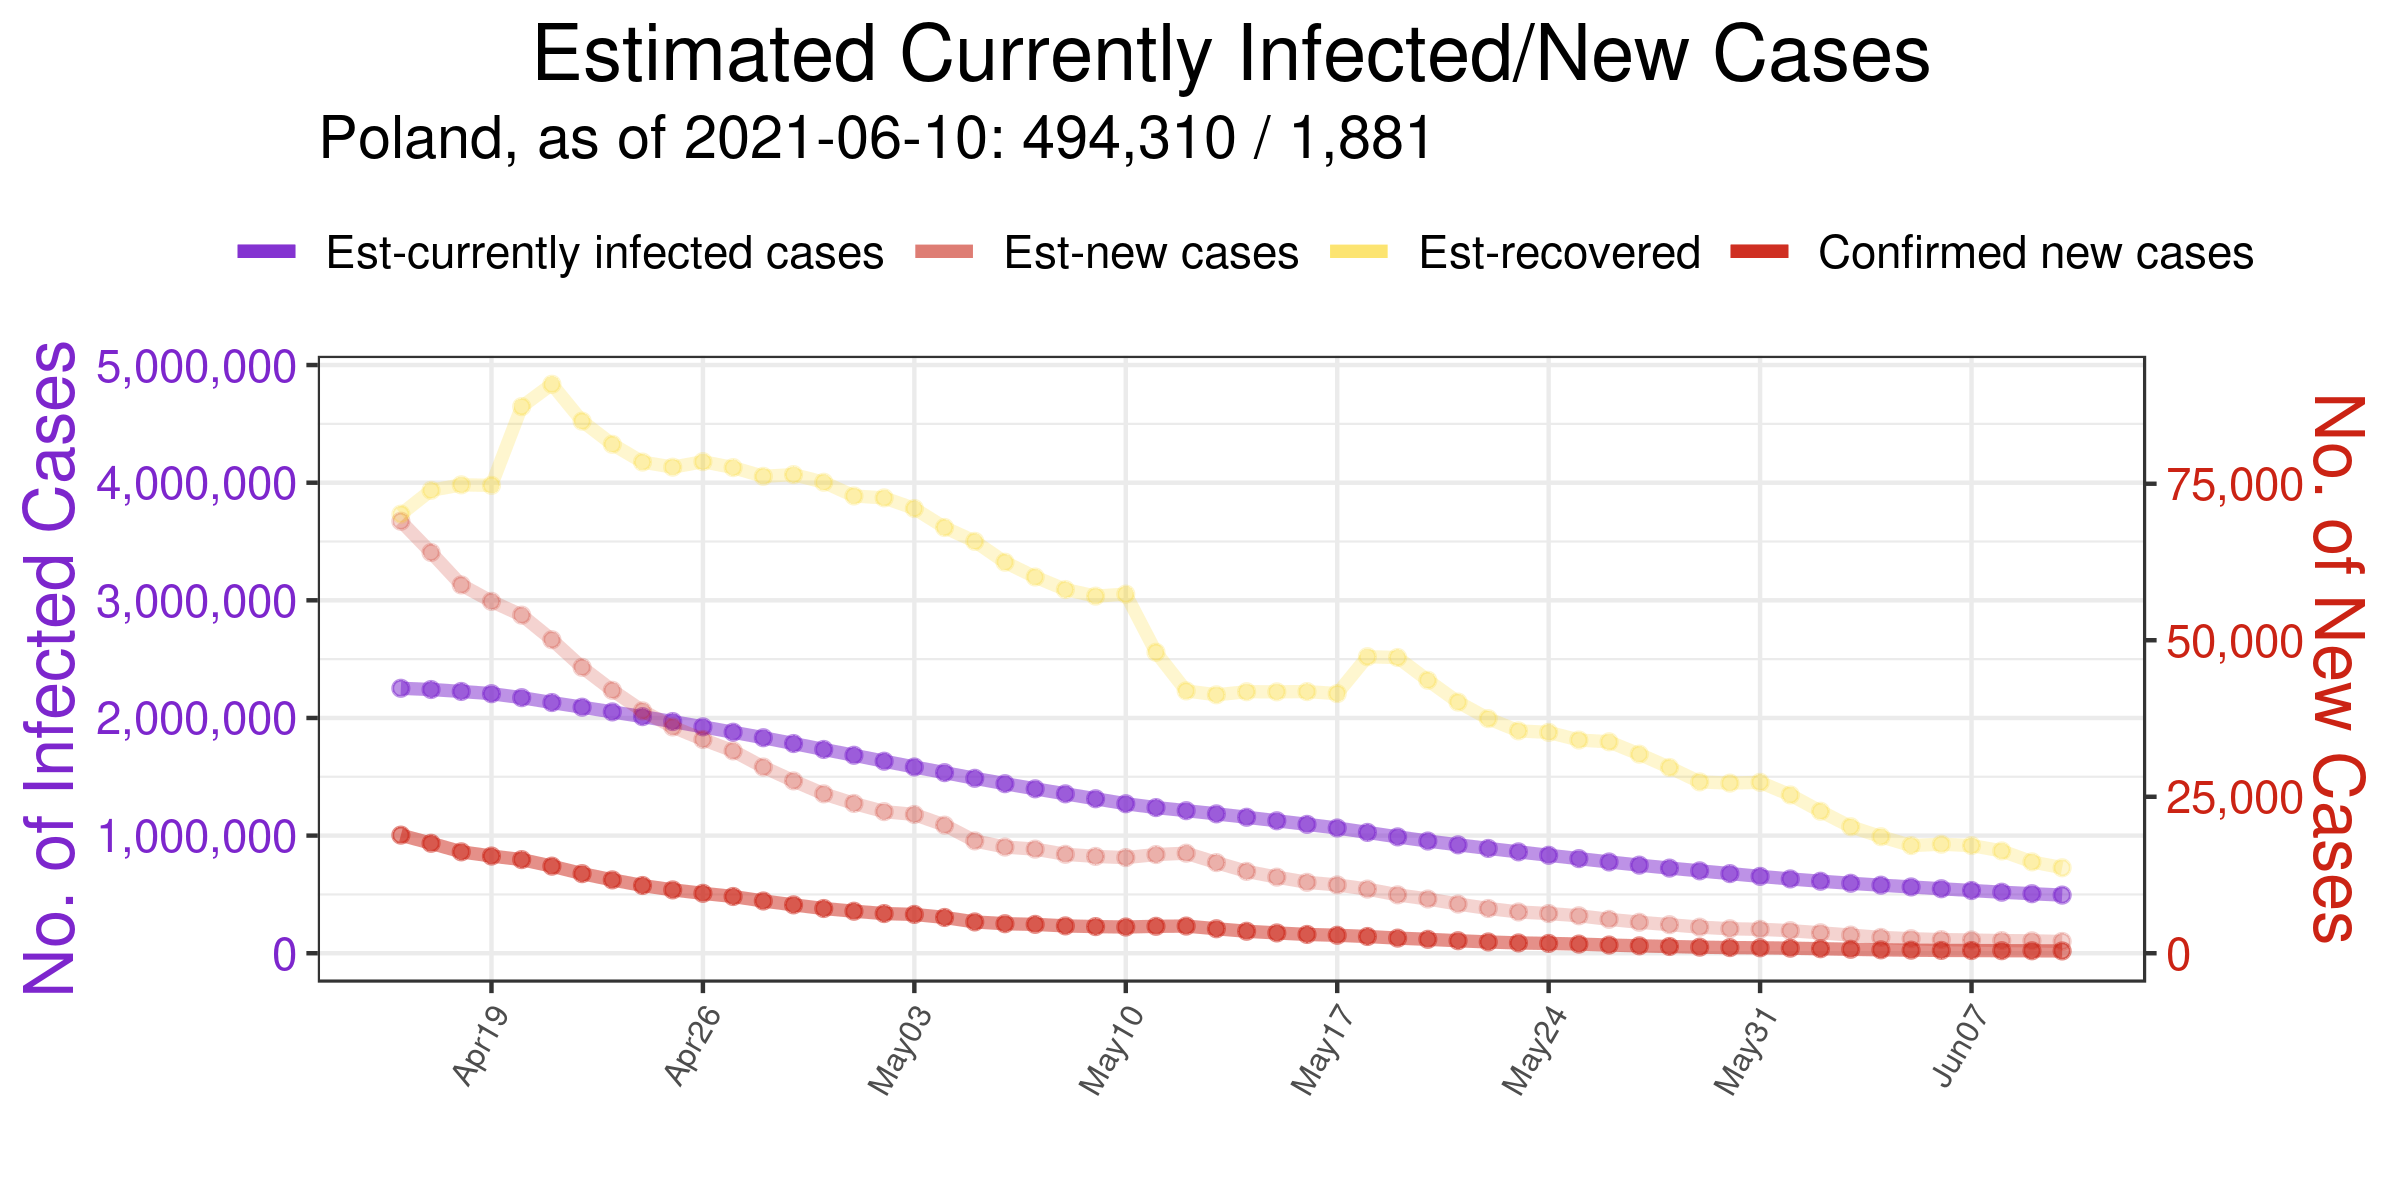 Estimated Currently Infected/New Cases
Poland, as of 2021-06-10: 494,310 / 1,881
Est-currently infected cases Est-new cases Est-recovered Confirmed new cases
No. of Infected Cases
5,000,000
4,000,000
3,000,000
2,000,000
1,000,000
0
75,000
50,000
25,000
0
No. of New Cases
Apr19 Apr26 May03 May10 May17 May24 May31 Jun07